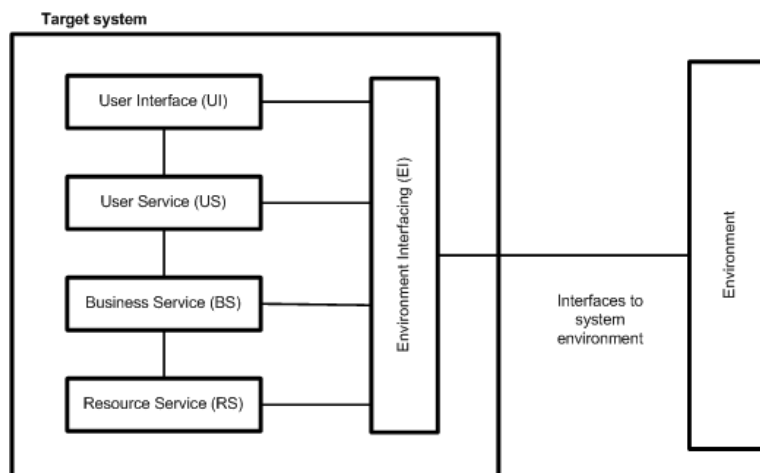 Target system
User Interface (UI)
User Service (US)
Business Service (BS)
Resource Service (RS)
Environment Interfacing (EI)
Interfaces to
system
environment
Environment